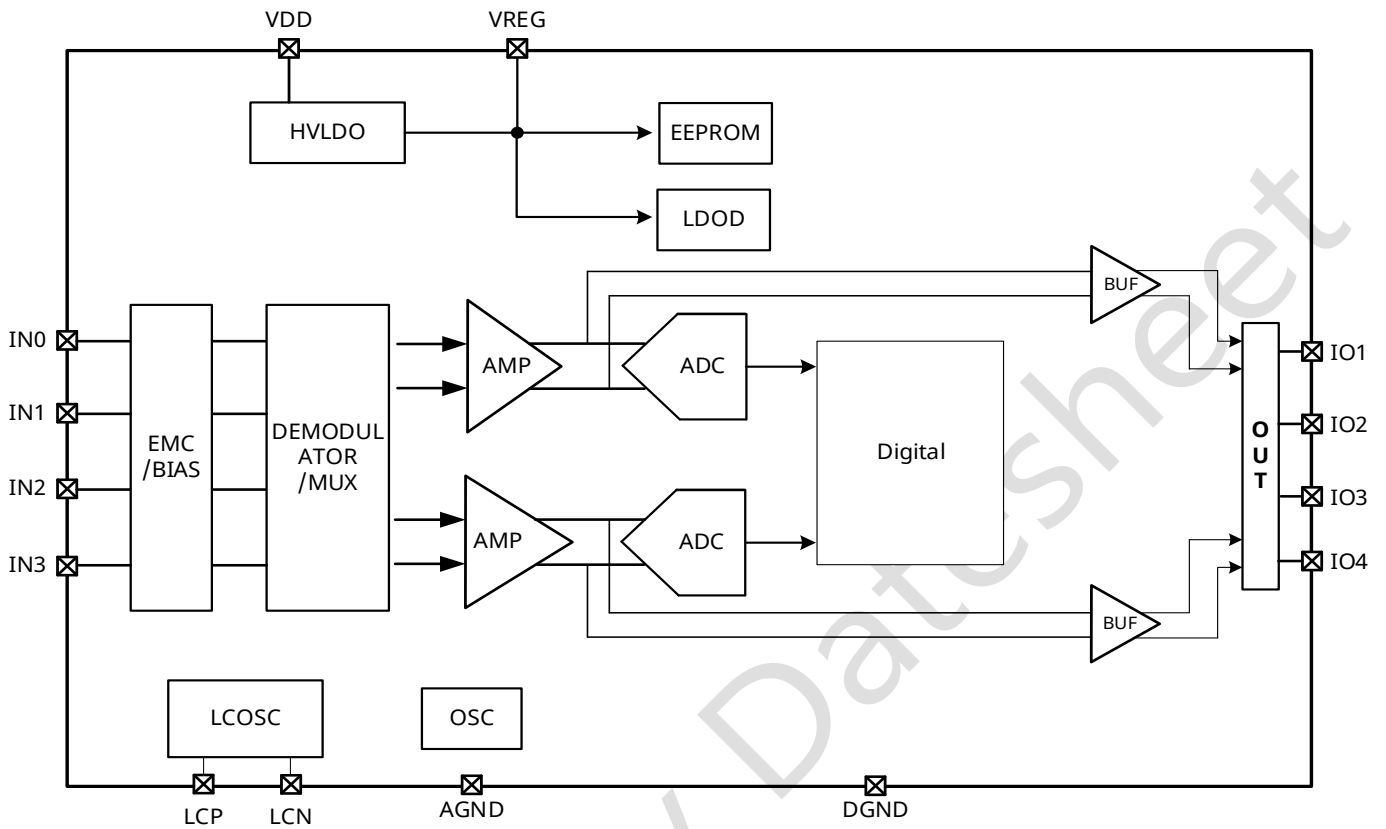 VDD
VREG
HVLDO
EEPROM
LDOD
BUF
IN0
IN1
IN2
IN3
EMC
/BIAS
DEMODUL
ATOR
/MUX
AMP
ADC
AMP
ADC
Digital
BUF
O
U
T
IO1
IO2
IO3
IO4
LCOSC
OSC
LCP
LCN
AGND
DGND
y Datesheet